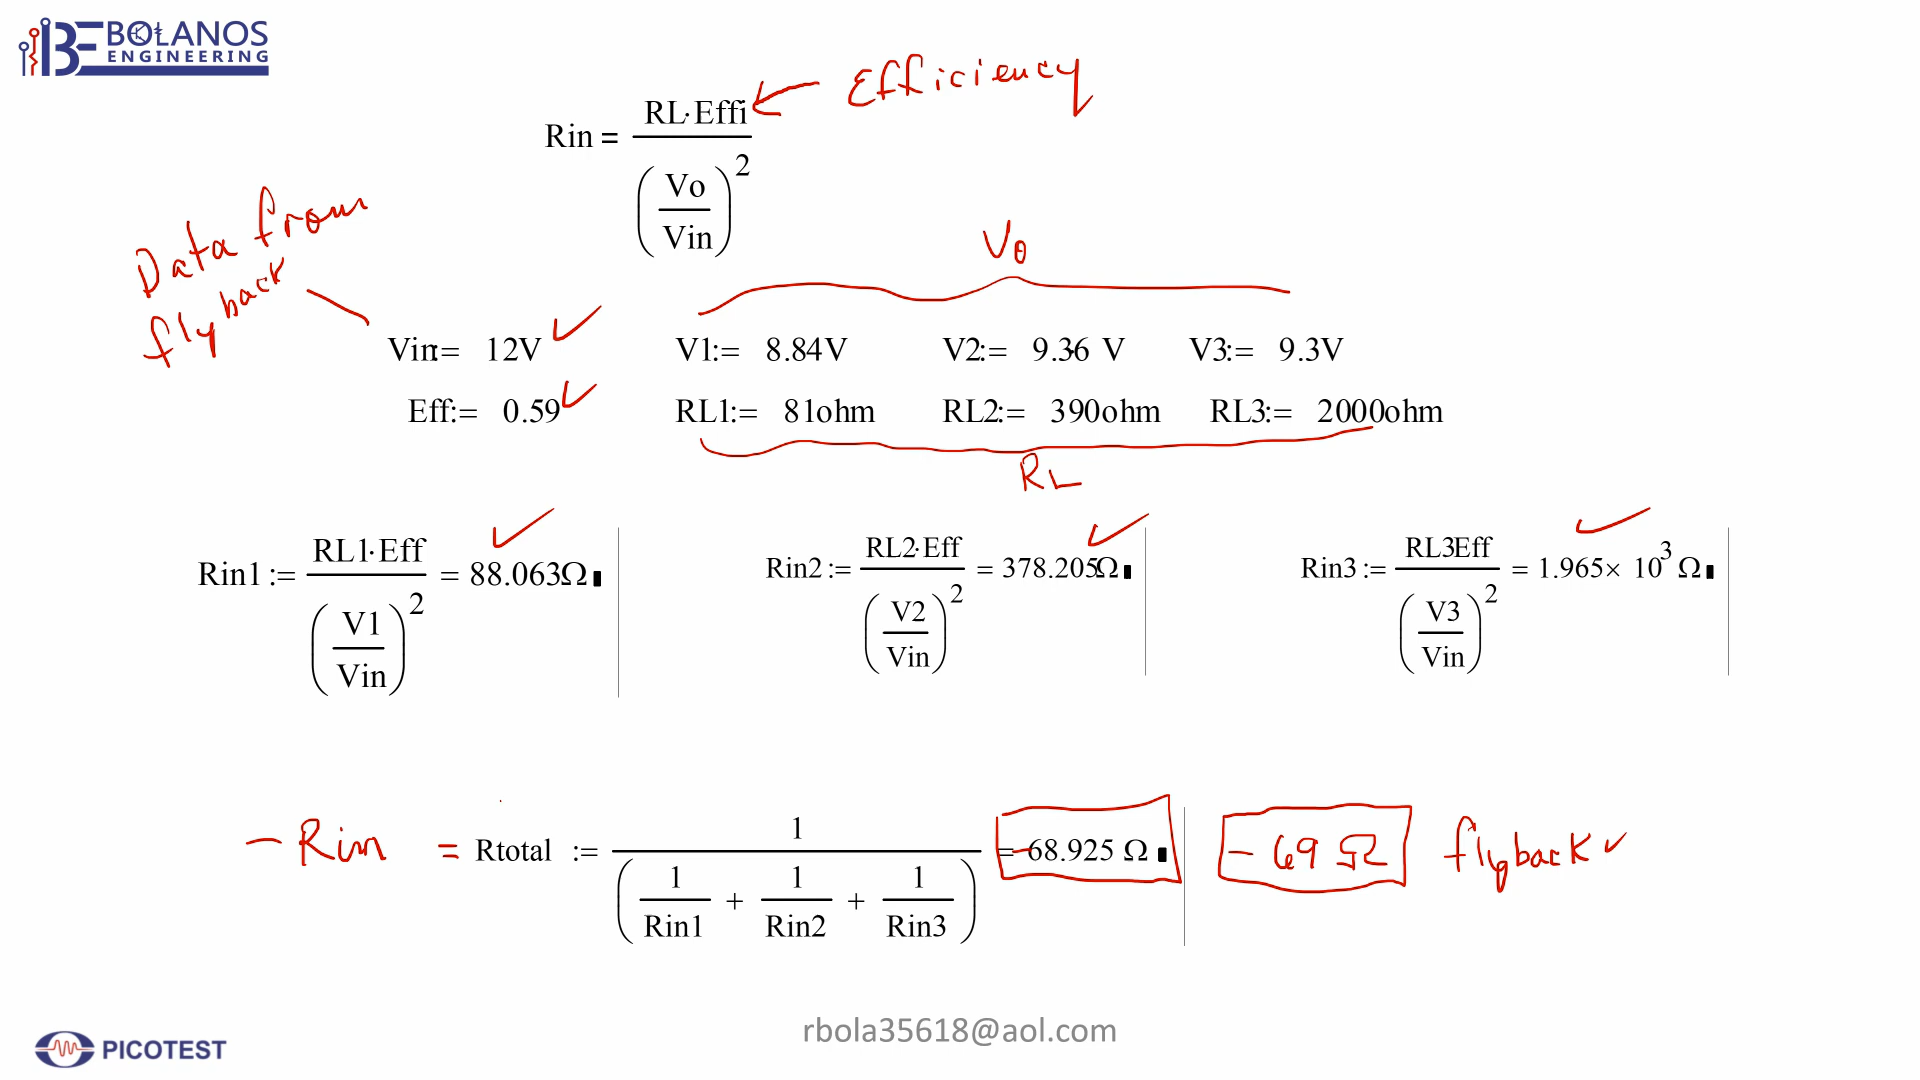 BOLANOS
ENGINEERING
Efficiency
Rin = RL·Effi / (Vo / Vin)^2
Data from
flyback
Vo
Vin:= 12V V1:= 8.84V V2:= 9.36 V V3:= 9.3V
Eff:= 0.59 RL1:= 81ohm RL2:= 390ohm RL3:= 2000ohm
RL
Rin1 := RL1·Eff / (V1 / Vin)^2 = 88.063Ω
Rin2 := RL2·Eff / (V2 / Vin)^2 = 378.205Ω
Rin3 := RL3Eff / (V3 / Vin)^2 = 1.965× 10^3 Ω
- Rin = Rtotal := 1 / (1 / Rin1 + 1 / Rin2 + 1 / Rin3) = -68.925 Ω -69 Ω flyback
rbola35618@aol.com
PICOTEST